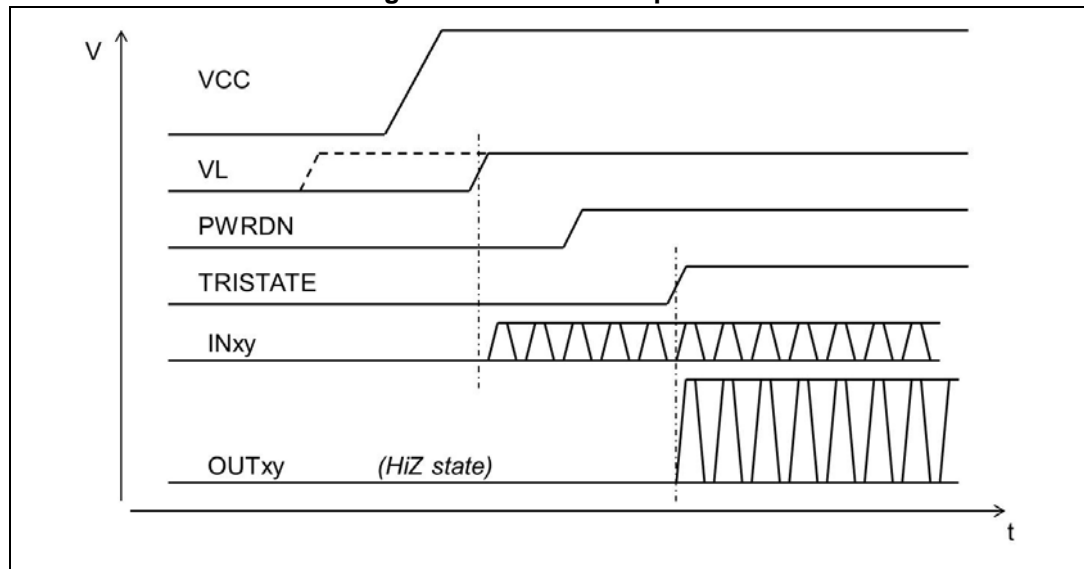 V
VCC
VL
PWRDN
TRISTATE
INxy
OUTxy (HiZ state)
t